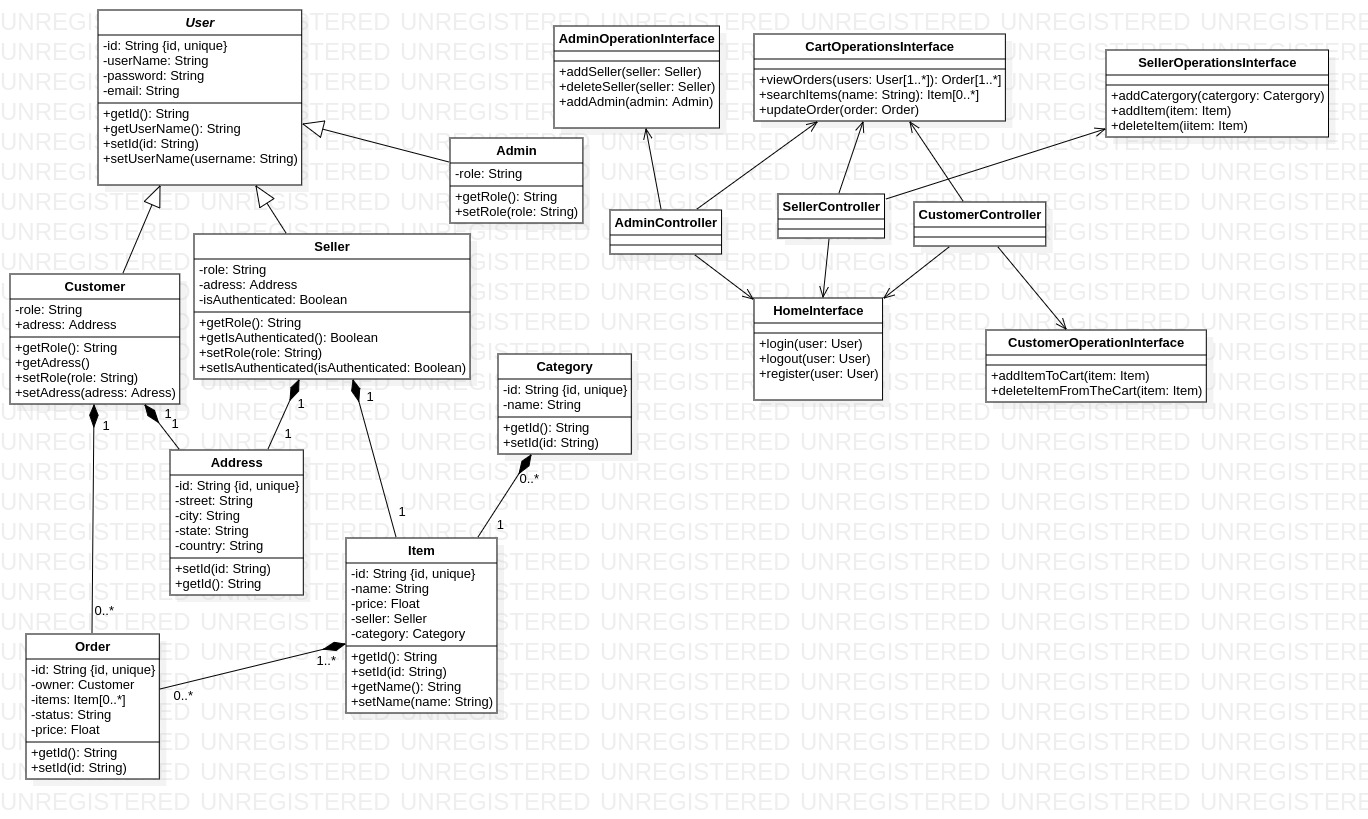 User
-id: String {id, unique}
-userName: String
-password: String
-email: String
+getId(): String
+getUserName(): String
+setId(id: String)
+setUserName(username: String)
AdminOperationInterface
+addSeller(seller: Seller)
+deleteSeller(seller: Seller)
+addAdmin(admin: Admin)
CartOperationsInterface
+viewOrders(users: User[1..*]): Order[1..*]
+searchItems(name: String): Item[0..*]
+updateOrder(order: Order)
SellerOperationsInterface
+addCatergory(catergory: Catergory)
+addItem(item: Item)
+deleteItem(iitem: Item)
Admin
-role: String
+getRole(): String
+setRole(role: String)
AdminController
SellerController
CustomerController
Seller
-role: String
-adress: Address
-isAuthenticated: Boolean
+getRole(): String
+getIsAuthenticated(): Boolean
+setRole(role: String)
+setIsAuthenticated(isAuthenticated: Boolean)
Customer
-role: String
+adress: Address
+getRole(): String
+getAdress()
+setRole(role: String)
+setAdress(adress: Adress)
HomeInterface
+login(user: User)
+logout(user: User)
+register(user: User)
CustomerOperationInterface
+addItemToCart(item: Item)
+deleteItemFromTheCart(item: Item)
Category
-id: String {id, unique}
-name: String
+getId(): String
+setId(id: String)
1
1
1
1
1
1
1
0..*
1
0..*
Address
-id: String {id, unique}
-street: String
-city: String
-state: String
-country: String
+setId(id: String)
+getId(): String
Item
-id: String {id, unique}
-name: String
-price: Float
-seller: Seller
-category: Category
+getId(): String
+setId(id: String)
+getName(): String
+setName(name: String)
1..*
0..*
Order
-id: String {id, unique}
-owner: Customer
-items: Item[0..*]
-status: String
-price: Float
+getId(): String
+setId(id: String)
UNREGISTERED